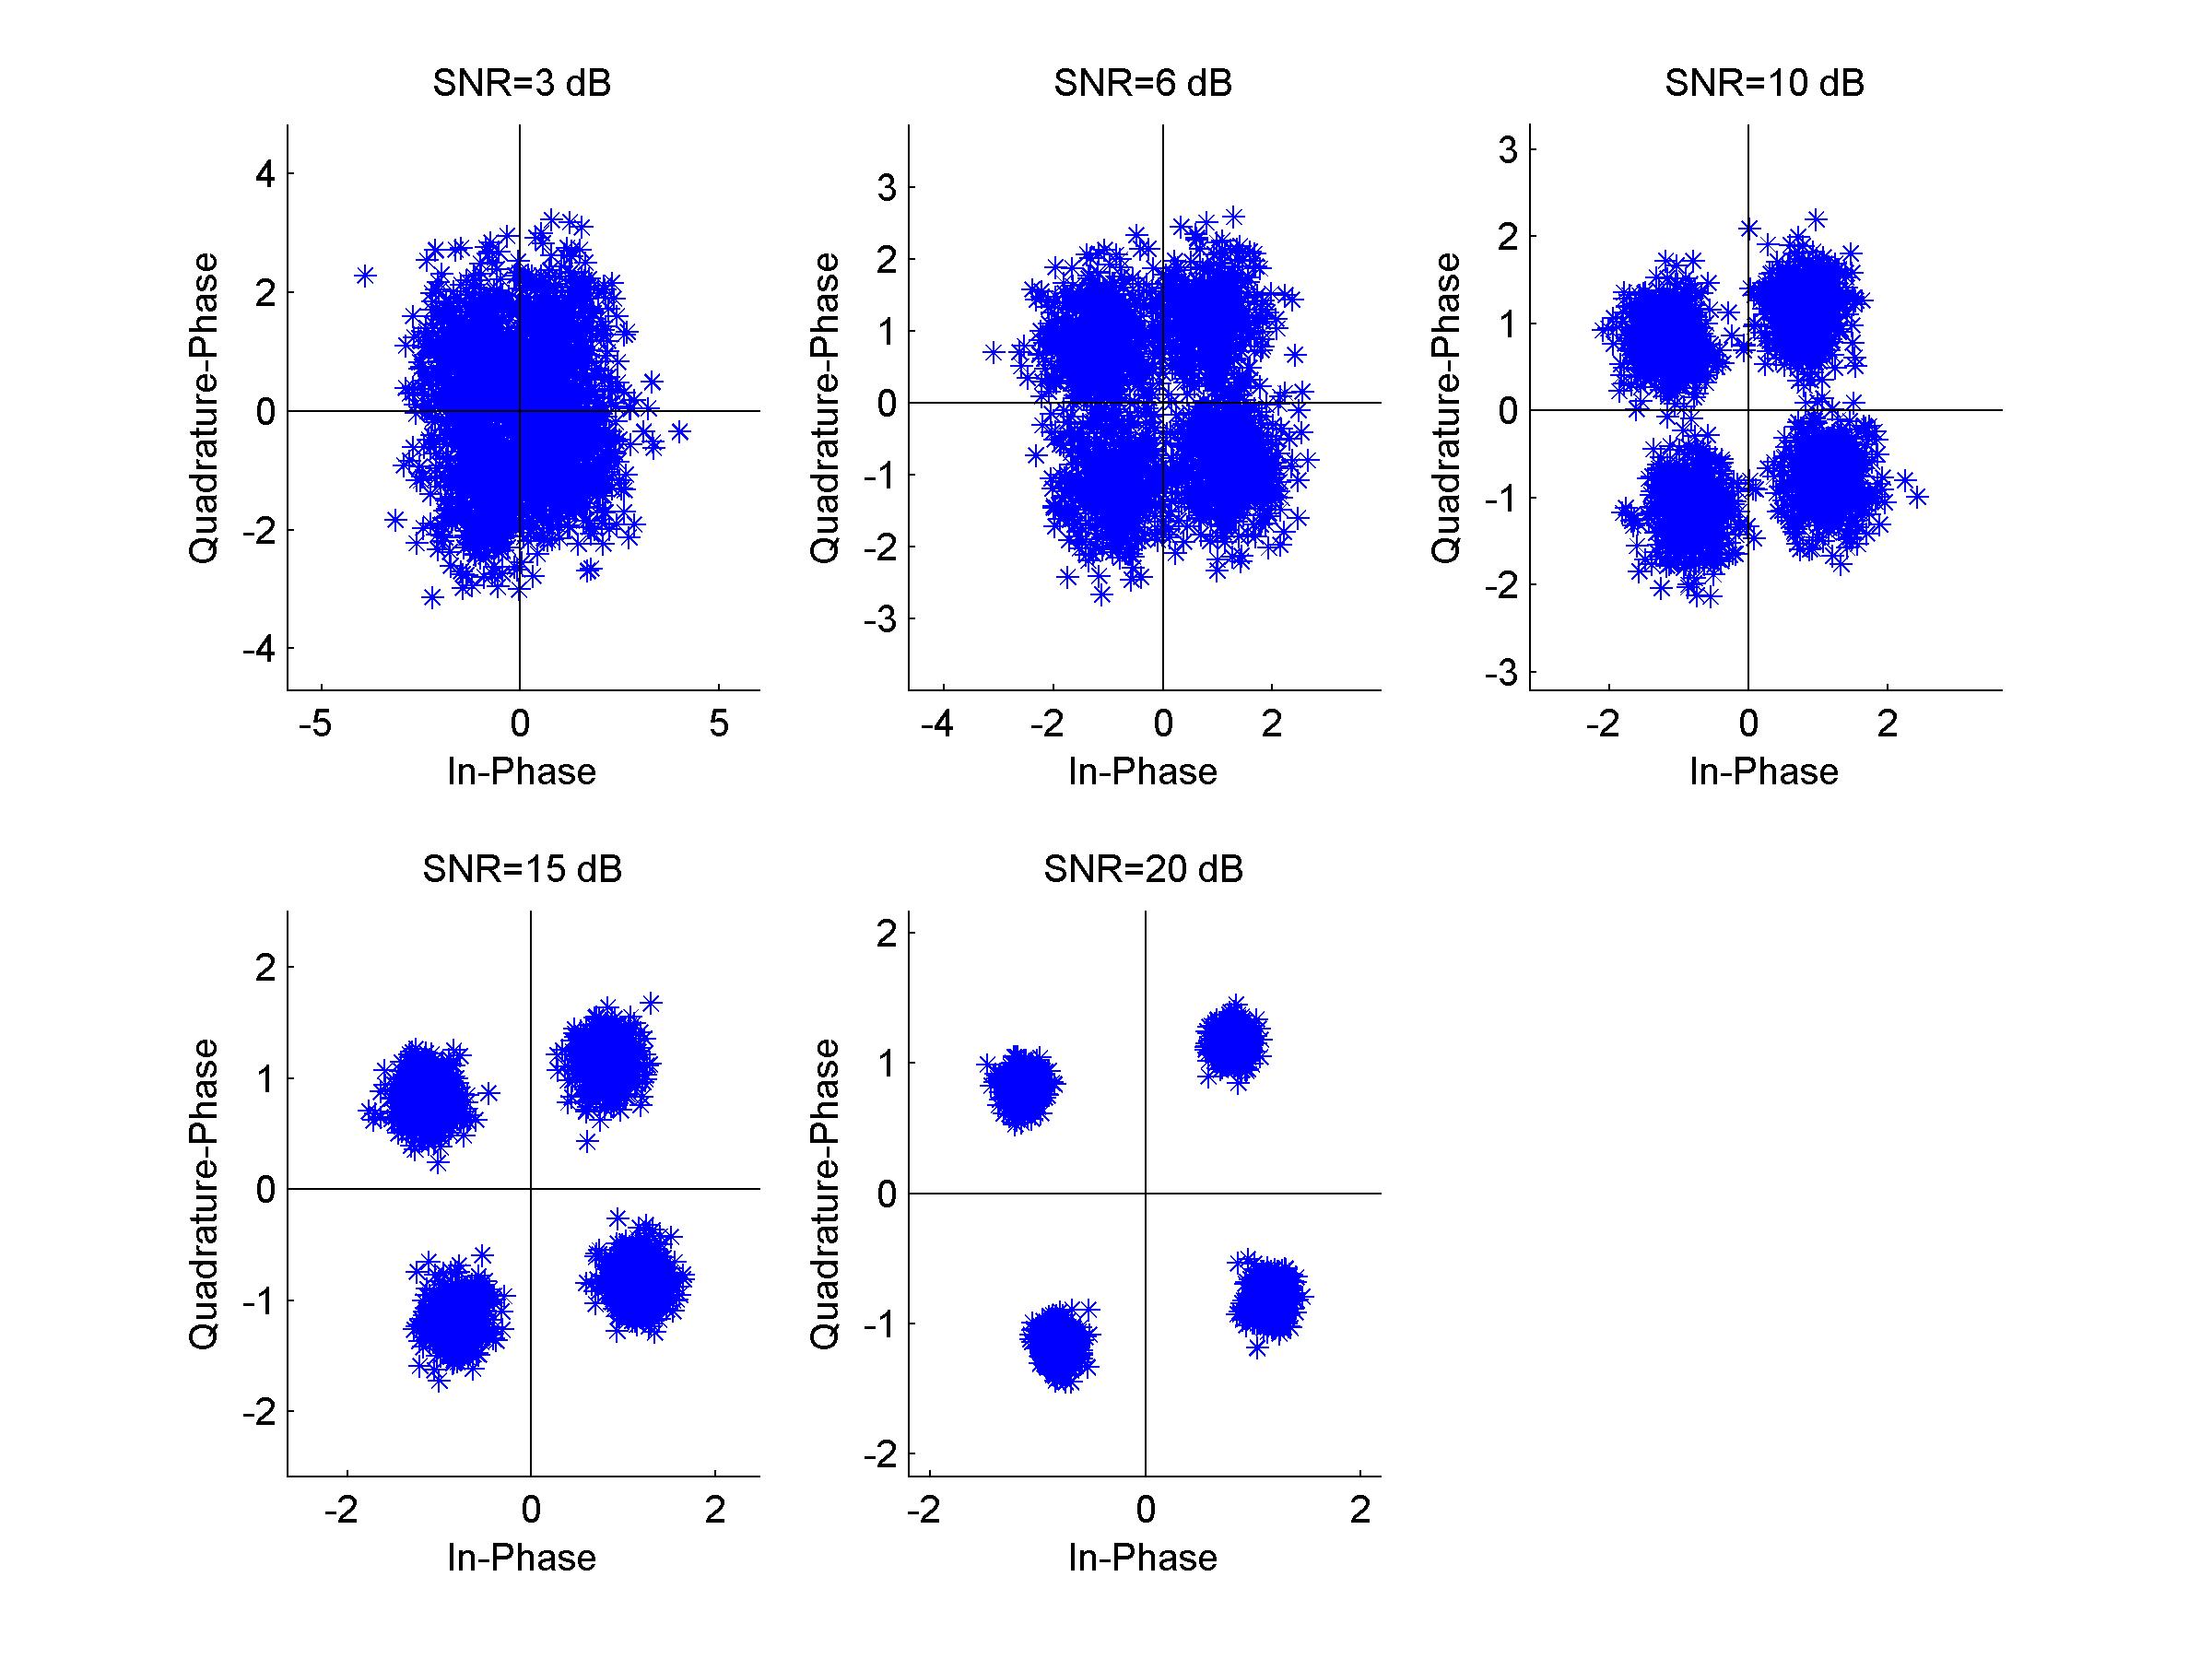 SNR=3 dB
4
2
0
-2
-4
Quadrature-Phase
-5 0 5
In-Phase
SNR=6 dB
3
2
1
0
-1
-2
-3
Quadrature-Phase
-4 -2 0 2
In-Phase
SNR=10 dB
3
2
1
0
-1
-2
-3
Quadrature-Phase
-2 0 2
In-Phase
SNR=15 dB
2
1
0
-1
-2
Quadrature-Phase
-2 0 2
In-Phase
SNR=20 dB
2
1
0
-1
-2
Quadrature-Phase
-2 0 2
In-Phase